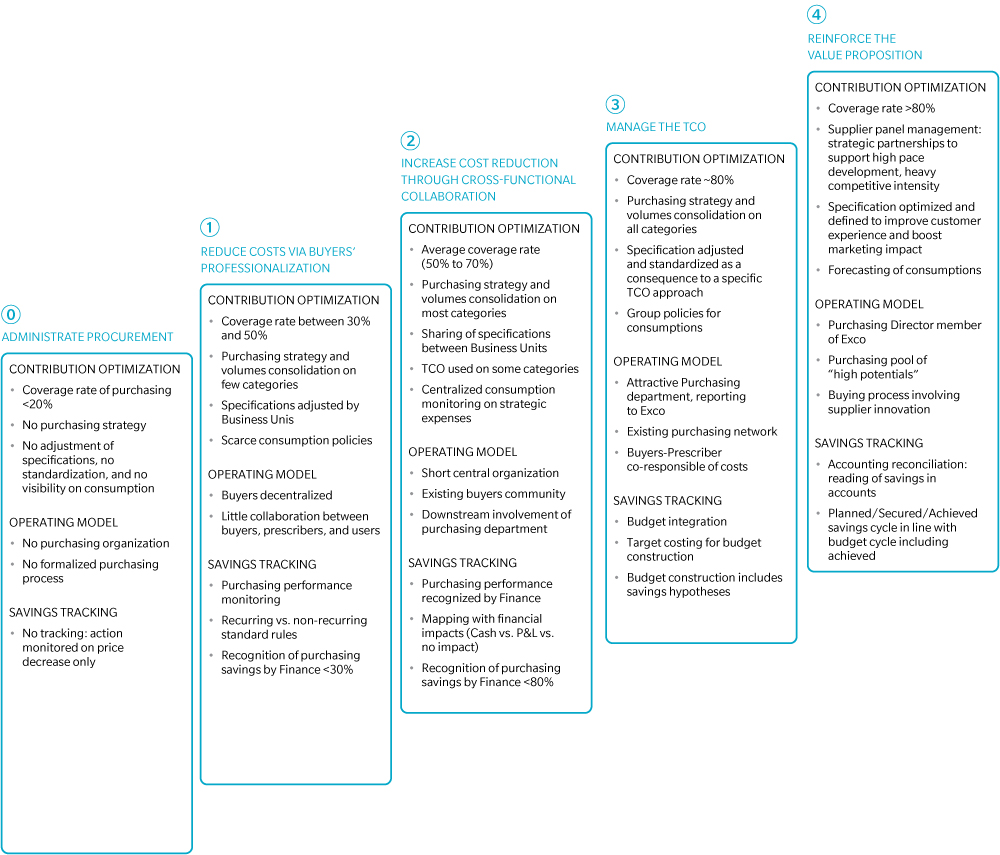 0
ADMINISTRATE PROCUREMENT
CONTRIBUTION OPTIMIZATION
• Coverage rate of purchasing
<20%
• No purchasing strategy
• No adjustment of
specifications, no
standardization, and no
visibility on consumption
OPERATING MODEL
• No purchasing organization
• No formalized purchasing
process
SAVINGS TRACKING
• No tracking: action
monitored on price
decrease only
1
REDUCE COSTS VIA BUYERS’
PROFESSIONALIZATION
CONTRIBUTION OPTIMIZATION
• Coverage rate between 30%
and 50%
• Purchasing strategy and
volumes consolidation on
few categories
• Specifications adjusted by
Business Unis
• Scarce consumption policies
OPERATING MODEL
• Buyers decentralized
• Little collaboration between
buyers, prescribers, and users
SAVINGS TRACKING
• Purchasing performance
monitoring
• Recurring vs. non-recurring
standard rules
• Recognition of purchasing
savings by Finance <30%
2
INCREASE COST REDUCTION
THROUGH CROSS-FUNCTIONAL
COLLABORATION
CONTRIBUTION OPTIMIZATION
• Average coverage rate
(50% to 70%)
• Purchasing strategy and
volumes consolidation on
most categories
• Sharing of specifications
between Business Units
• TCO used on some categories
• Centralized consumption
monitoring on strategic
expenses
OPERATING MODEL
• Short central organization
• Existing buyers community
• Downstream involvement of
purchasing department
SAVINGS TRACKING
• Purchasing performance
recognized by Finance
• Mapping with financial
impacts (Cash vs. P&L vs.
no impact)
• Recognition of purchasing
savings by Finance <80%
3
MANAGE THE TCO
CONTRIBUTION OPTIMIZATION
• Coverage rate ~80%
• Purchasing strategy and
volumes consolidation on
all categories
• Specification adjusted
and standardized as a
consequence to a specific
TCO approach
• Group policies for
consumptions
OPERATING MODEL
• Attractive Purchasing
department, reporting
to Exco
• Existing purchasing network
• Buyers-Prescriber
co-responsible of costs
SAVINGS TRACKING
• Budget integration
• Target costing for budget
construction
• Budget construction includes
savings hypotheses
4
REINFORCE THE
VALUE PROPOSITION
CONTRIBUTION OPTIMIZATION
• Coverage rate >80%
• Supplier panel management:
strategic partnerships to
support high pace
development, heavy
competitive intensity
• Specification optimized and
defined to improve customer
experience and boost
marketing impact
• Forecasting of consumptions
OPERATING MODEL
• Purchasing Director member
of Exco
• Purchasing pool of
“high potentials”
• Buying process involving
supplier innovation
SAVINGS TRACKING
• Accounting reconciliation:
reading of savings in
accounts
• Planned/Secured/Achieved
savings cycle in line with
budget cycle including
achieved